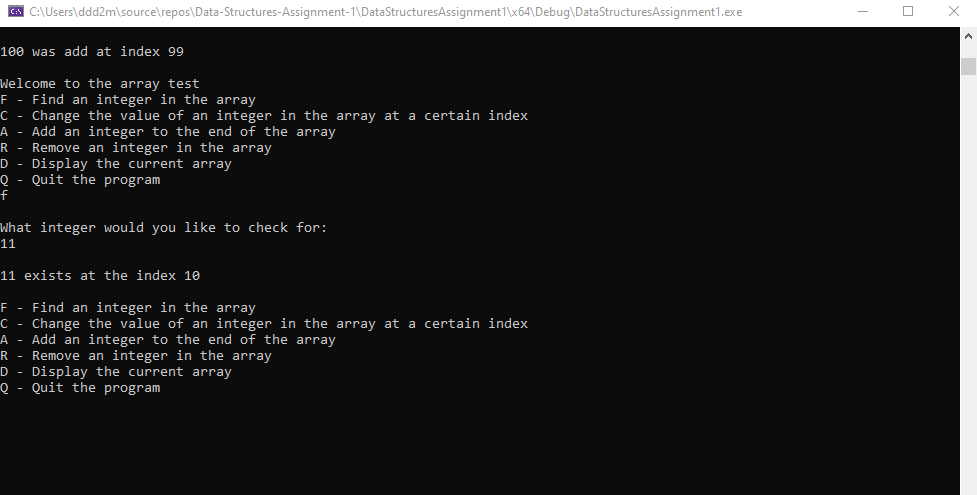 C:\Users\ddd2m\source\repos\Data-Structures-Assignment-1\DataStructuresAssignment1\x64\Debug\DataStructuresAssignment1.exe
100 was add at index 99
Welcome to the array test
F - Find an integer in the array
C - Change the value of an integer in the array at a certain index
A - Add an integer to the end of the array
R - Remove an integer in the array
D - Display the current array
Q - Quit the program
f
What integer would you like to check for:
11
11 exists at the index 10
F - Find an integer in the array
C - Change the value of an integer in the array at a certain index
A - Add an integer to the end of the array
R - Remove an integer in the array
D - Display the current array
Q - Quit the program